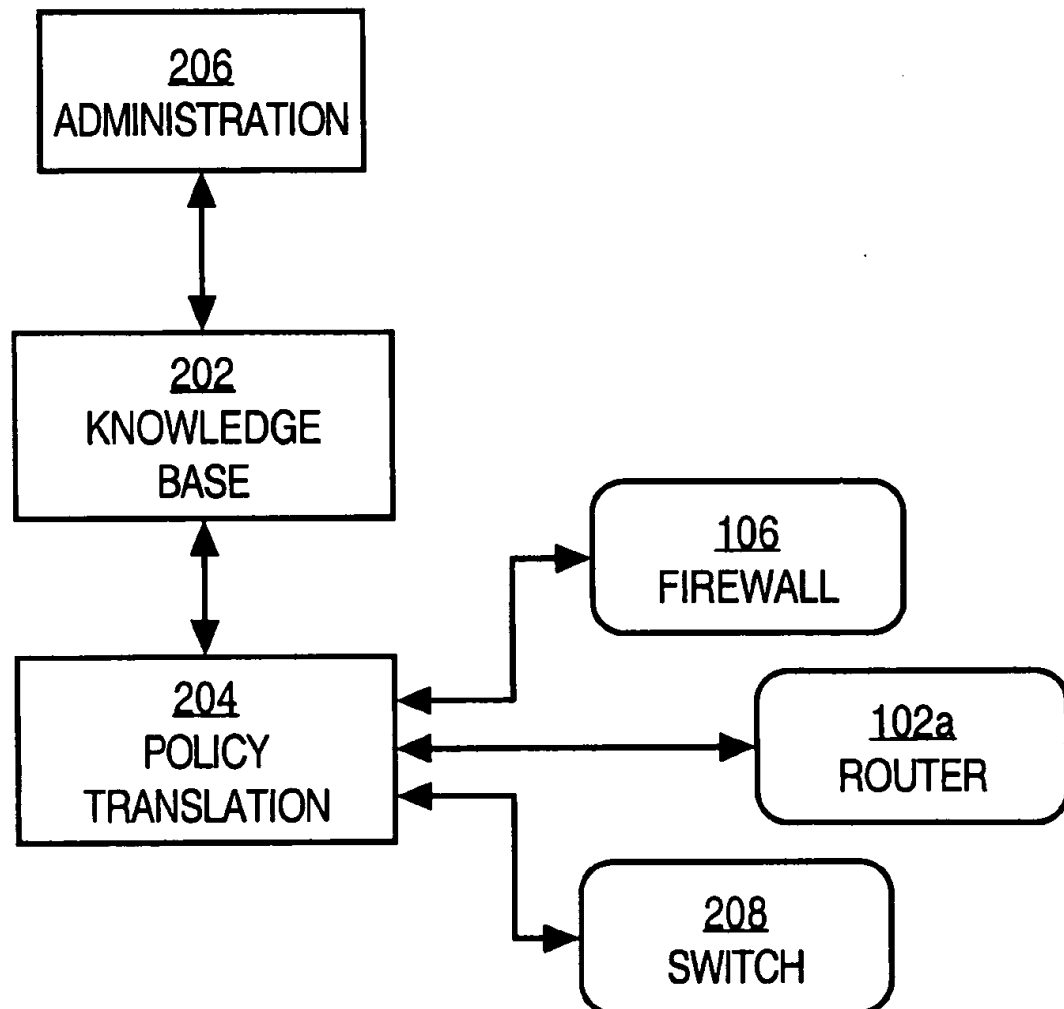 206
ADMINISTRATION
202
KNOWLEDGE
BASE
106
FIREWALL
204
POLICY
TRANSLATION
102a
ROUTER
208
SWITCH